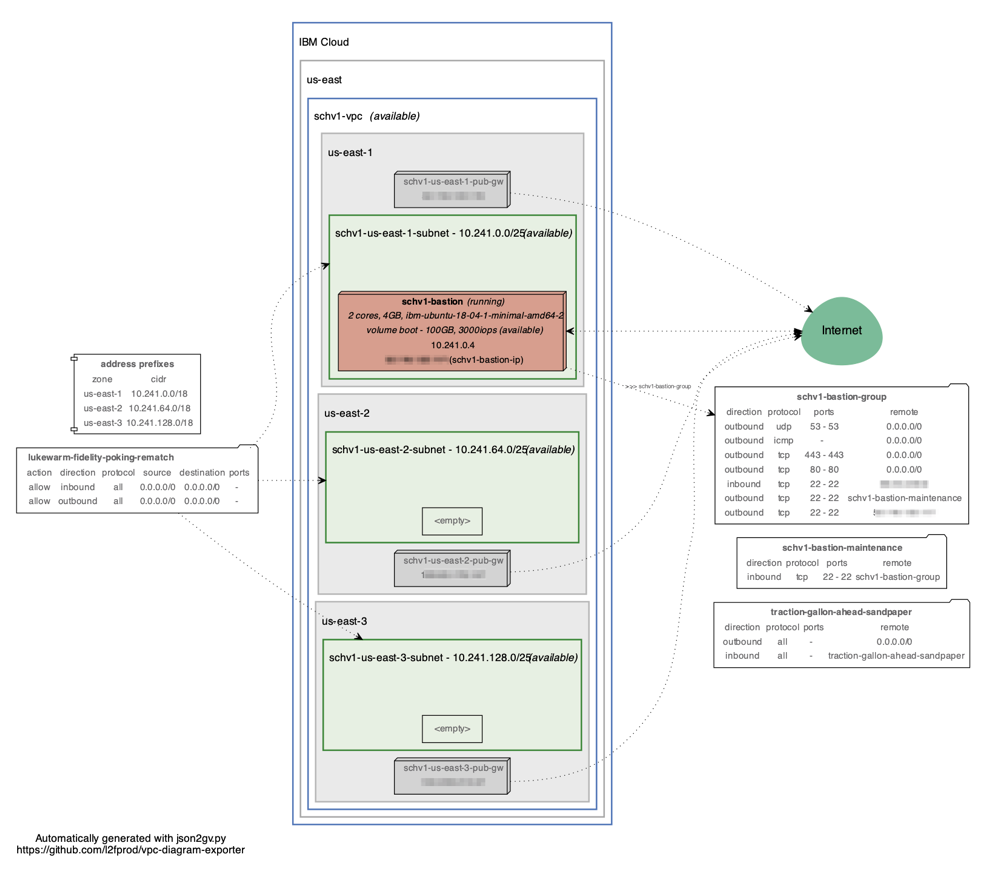 IBM Cloud
us-east
schv1-vpc (available)
us-east-1
schv1-us-east-1-pub-gw
schv1-us-east-1-subnet - 10.241.0.0/25(available)
schv1-bastion (running)
2 cores, 4GB, ibm-ubuntu-18-04-1-minimal-amd64-2
volume boot - 100GB, 3000iops (available)
10.241.0.4
(schv1-bastion-ip)
us-east-2
schv1-us-east-2-subnet - 10.241.64.0/25(available)
<empty>
schv1-us-east-2-pub-gw
us-east-3
schv1-us-east-3-subnet - 10.241.128.0/25(available)
<empty>
schv1-us-east-3-pub-gw
address prefixes
zone cidr
us-east-1 10.241.0.0/18
us-east-2 10.241.64.0/18
us-east-3 10.241.128.0/18
lukewarm-fidelity-poking-rematch
action direction protocol source destination ports
allow inbound all 0.0.0.0/0 0.0.0.0/0 -
allow outbound all 0.0.0.0/0 0.0.0.0/0 -
Internet
>>> schv1-bastion-group
schv1-bastion-group
direction protocol ports remote
outbound udp 53 - 53 0.0.0.0/0
outbound icmp - 0.0.0.0/0
outbound tcp 443 - 443 0.0.0.0/0
outbound tcp 80 - 80 0.0.0.0/0
inbound tcp 22 - 22
outbound tcp 22 - 22 schv1-bastion-maintenance
outbound tcp 22 - 22
schv1-bastion-maintenance
direction protocol ports remote
inbound tcp 22 - 22 schv1-bastion-group
traction-gallon-ahead-sandpaper
direction protocol ports remote
outbound all - 0.0.0.0/0
inbound all - traction-gallon-ahead-sandpaper
Automatically generated with json2gv.py
https://github.com/l2fprod/vpc-diagram-exporter